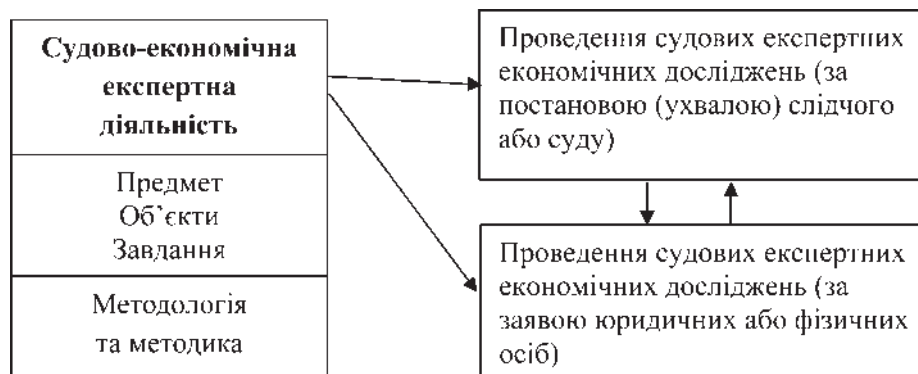 Судово-економічна
експертна
діяльність
Предмет
Об’єкти
Завдання
Методологія
та методика
Проведення судових експертних
економічних досліджень (за
постановою (ухвалою) слідчого
або суду)
Проведення судових експертних
економічних досліджень (за
заявою юридичних або фізичних
осіб)